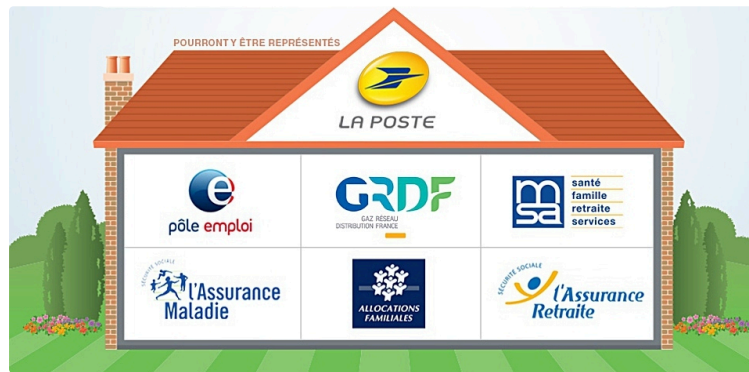 POURRONT Y ÊTRE REPRÉSENTÉS
LA POSTE
pôle emploi
GRDF
GAZ RÉSEAU
DISTRIBUTION FRANCE
msa
santé
famille
retraite
services
SÉCURITÉ SOCIALE
l'Assurance
Maladie
ALLOCATIONS
FAMILIALES
SÉCURITÉ SOCIALE
l'Assurance
Retraite